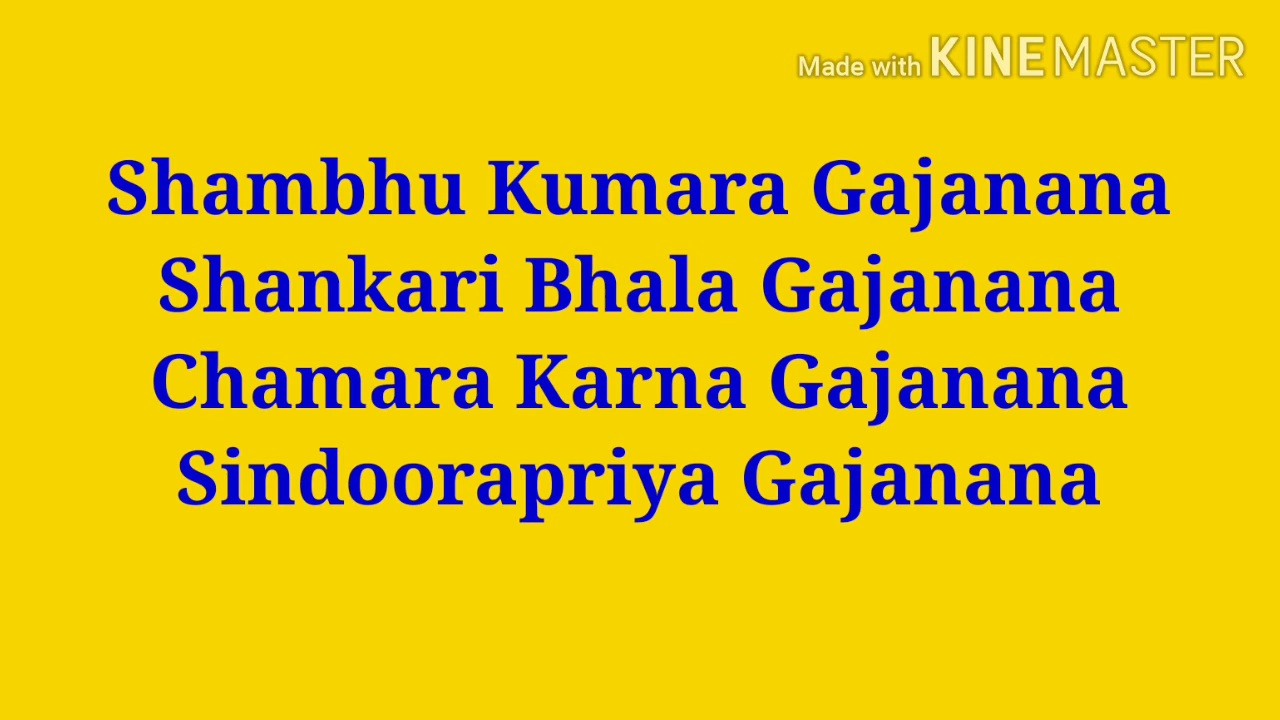 Made with KINEMASTER
Shambhu Kumara Gajanana
Shankari Bhala Gajanana
Chamara Karna Gajanana
Sindoorapriya Gajanana